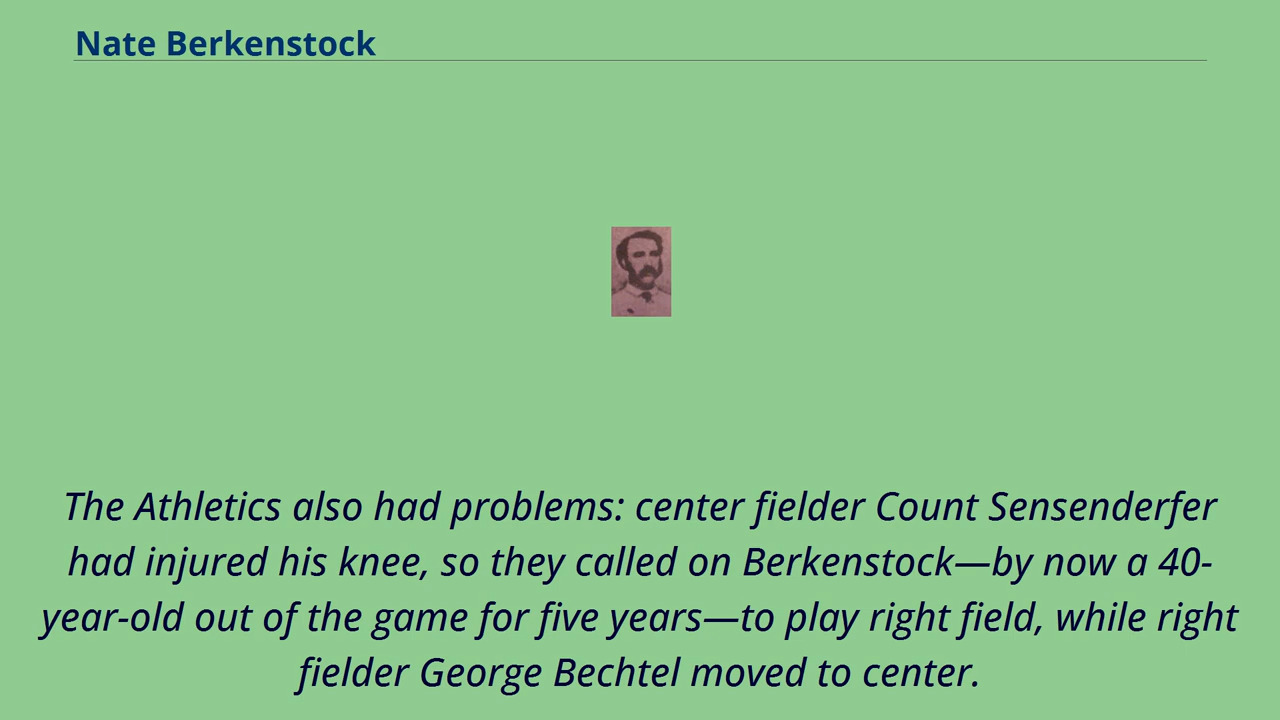 Nate Berkenstock
The Athletics also had problems: center fielder Count Sensenderfer
had injured his knee, so they called on Berkenstock—by now a 40-
year-old out of the game for five years—to play right field, while right
fielder George Bechtel moved to center.